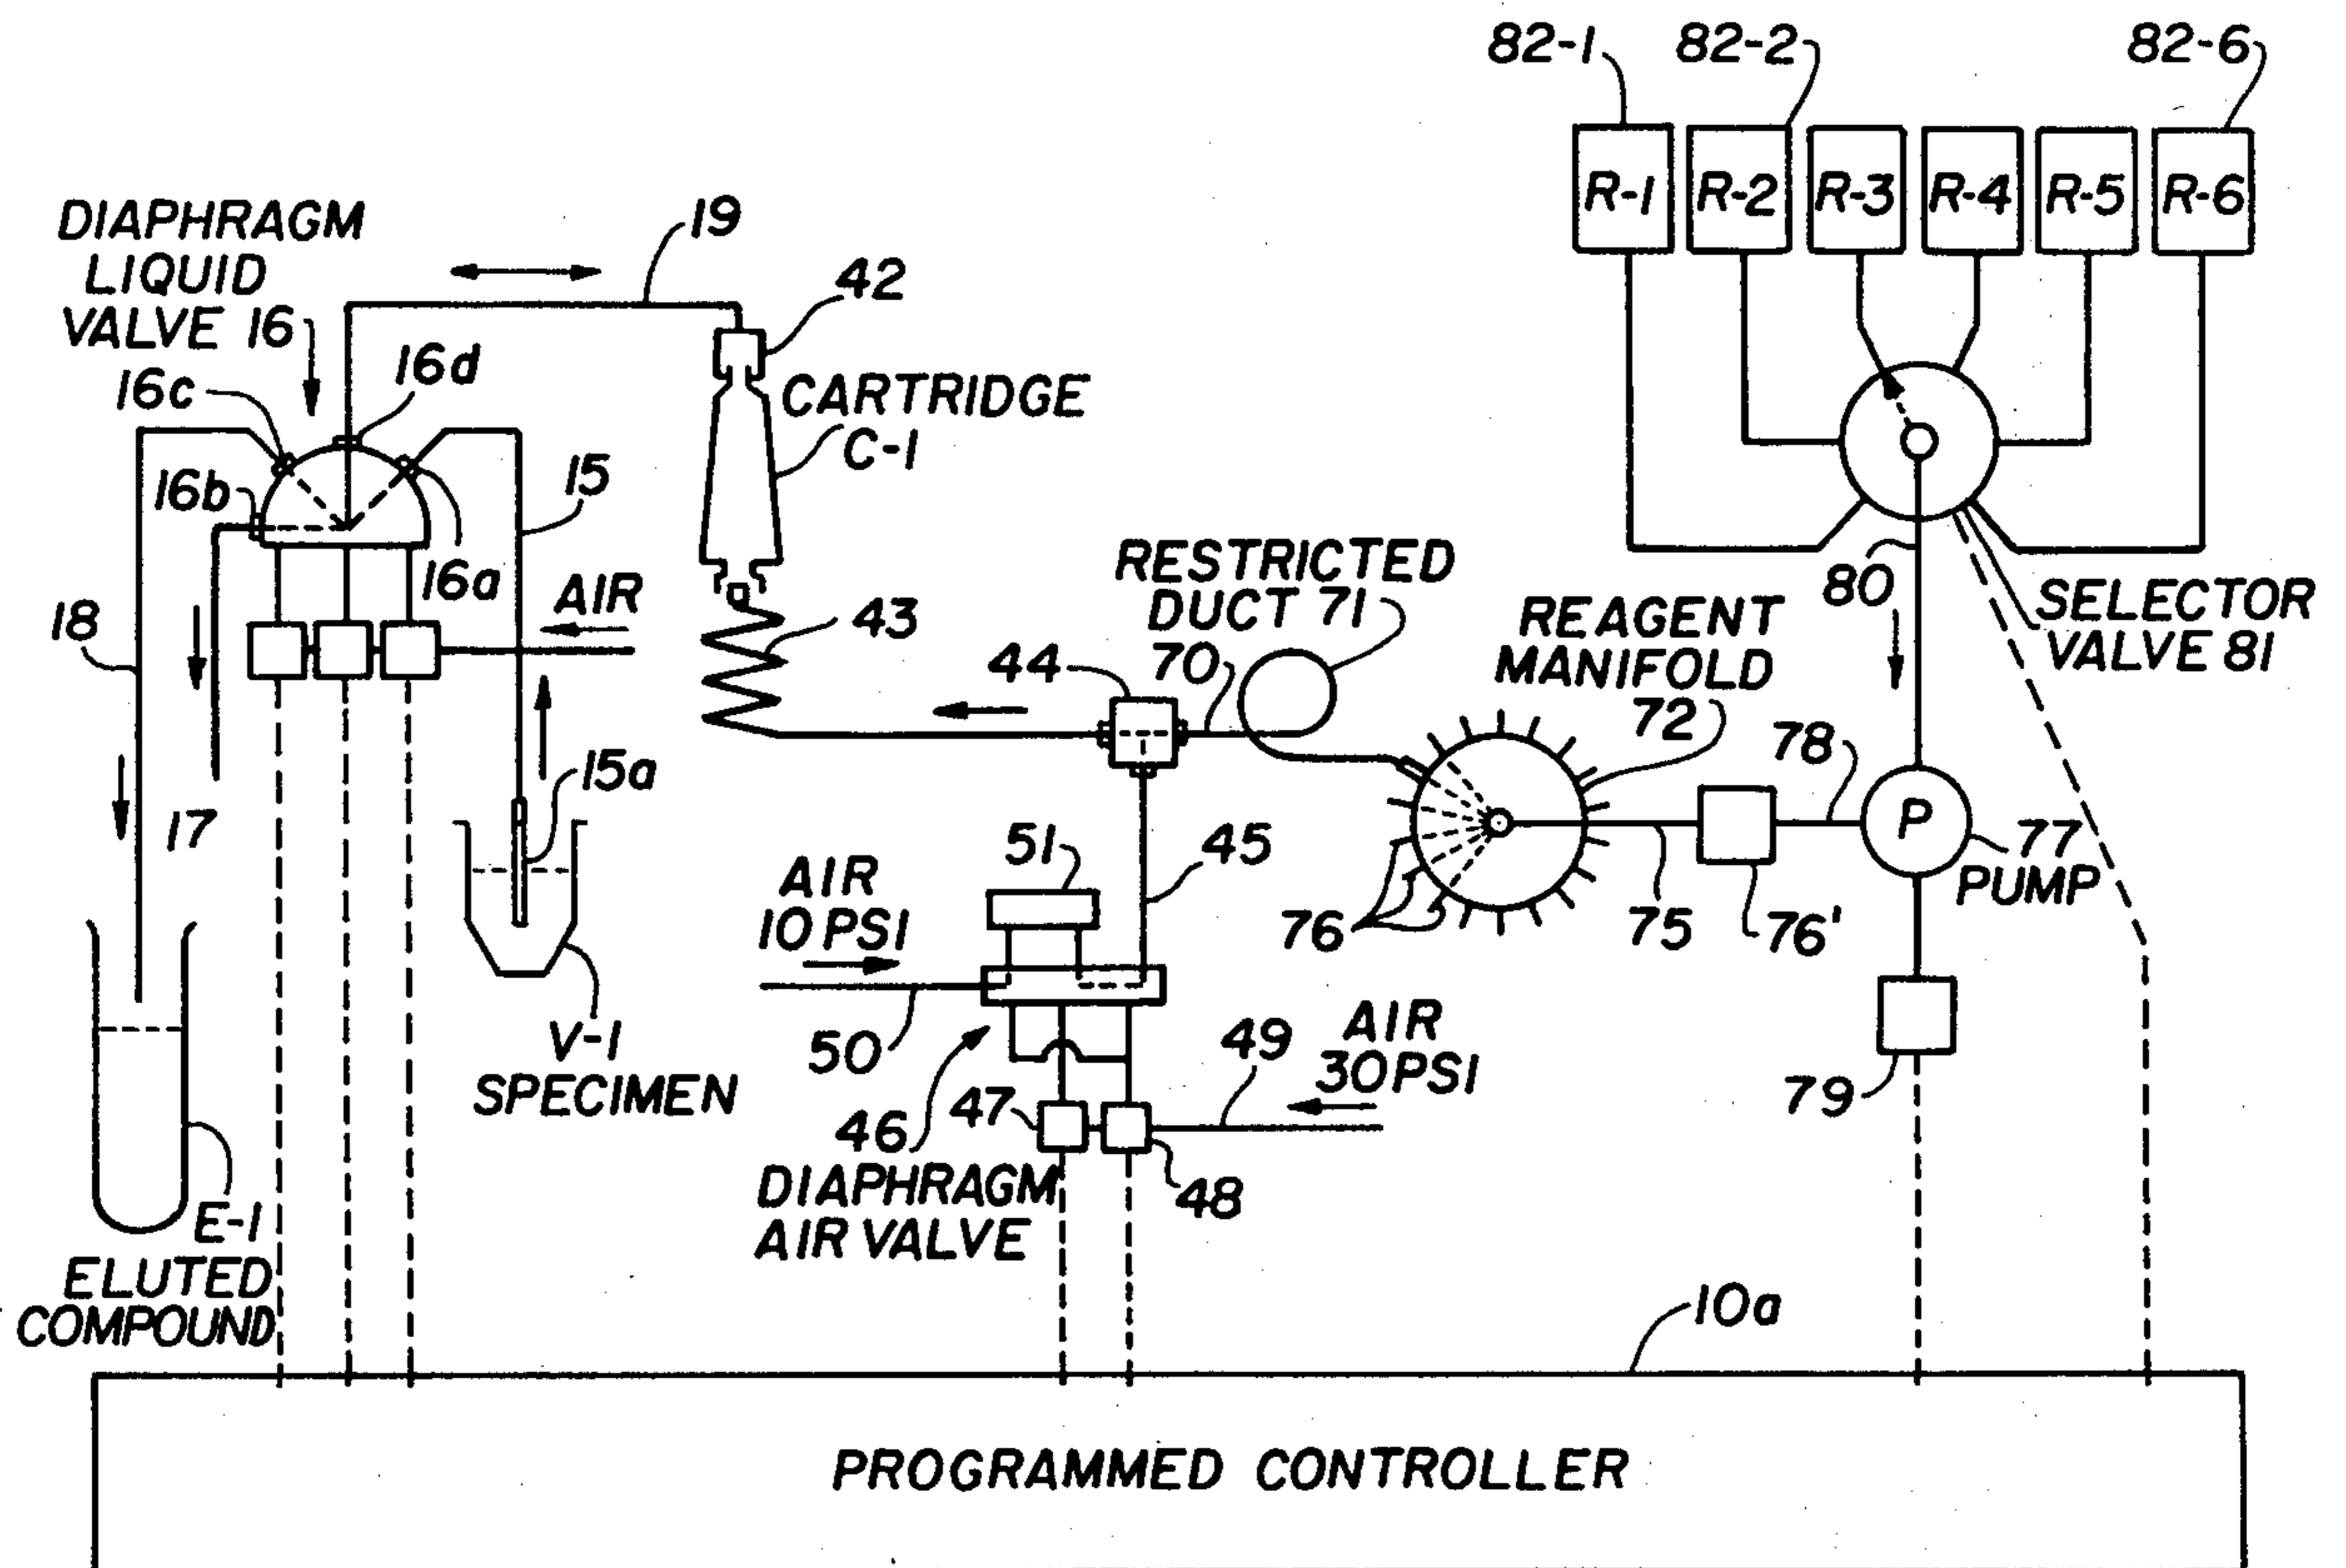 82-1 82-2 82-6
R-1 R-2 R-3 R-4 R-5 R-6
DIAPHRAGM
LIQUID
VALVE 16
19
42
16c
16d
CARTRIDGE
C-1
16b
15
16a
AIR
18
43
17
15a
RESTRICTED
DUCT 71
44
70
REAGENT
MANIFOLD
72
80
SELECTOR
VALVE 81
78
P
77
PUMP
51
45
AIR
10 PSI
76
75
76'
50
V-1
SPECIMEN
49
AIR
30 PSI
79
46
47
48
DIAPHRAGM
AIR VALVE
E-1
ELUTED
COMPOUND
10a
PROGRAMMED CONTROLLER